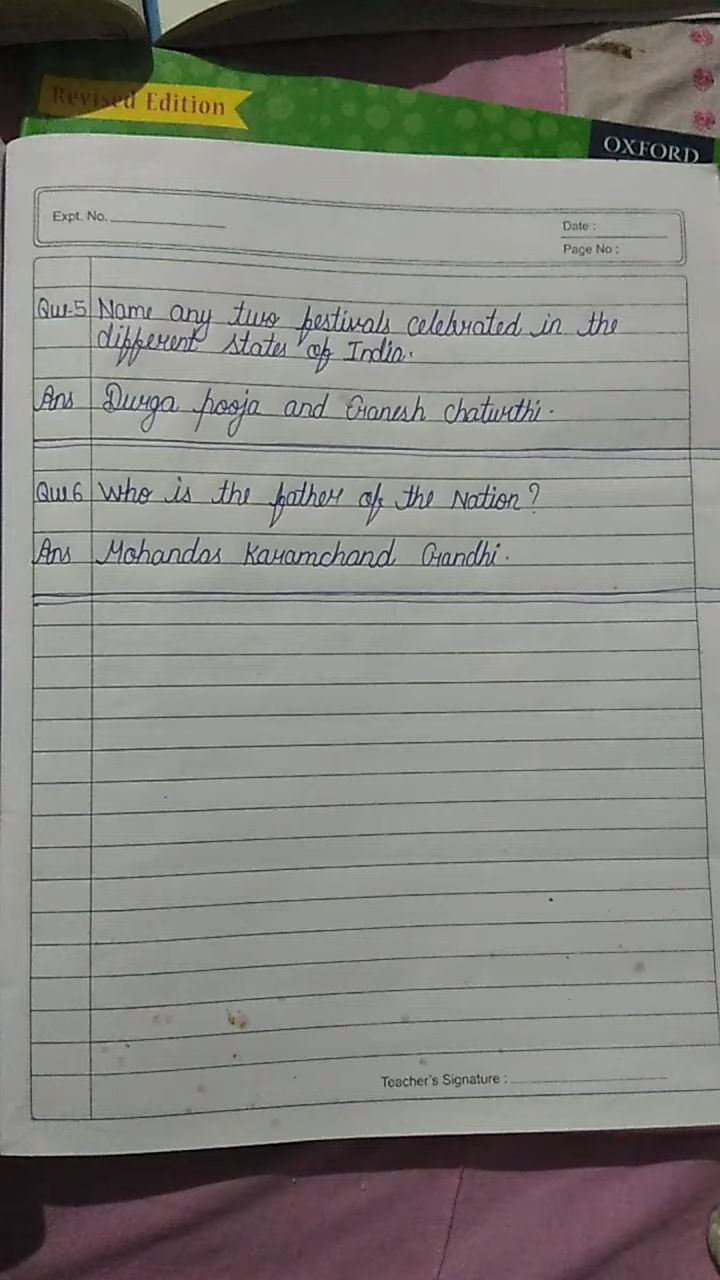 Revised Edition
OXFORD
Expt. No.
Date :
Page No :
Que-5 Name any two festivals celebrated in the
different states of India.
Ans Durga pooja and Ganesh chaturthi.
Que 6 Who is the father of the Nation?
Ans Mohandas Karamchand Gandhi.
Teacher's Signature :